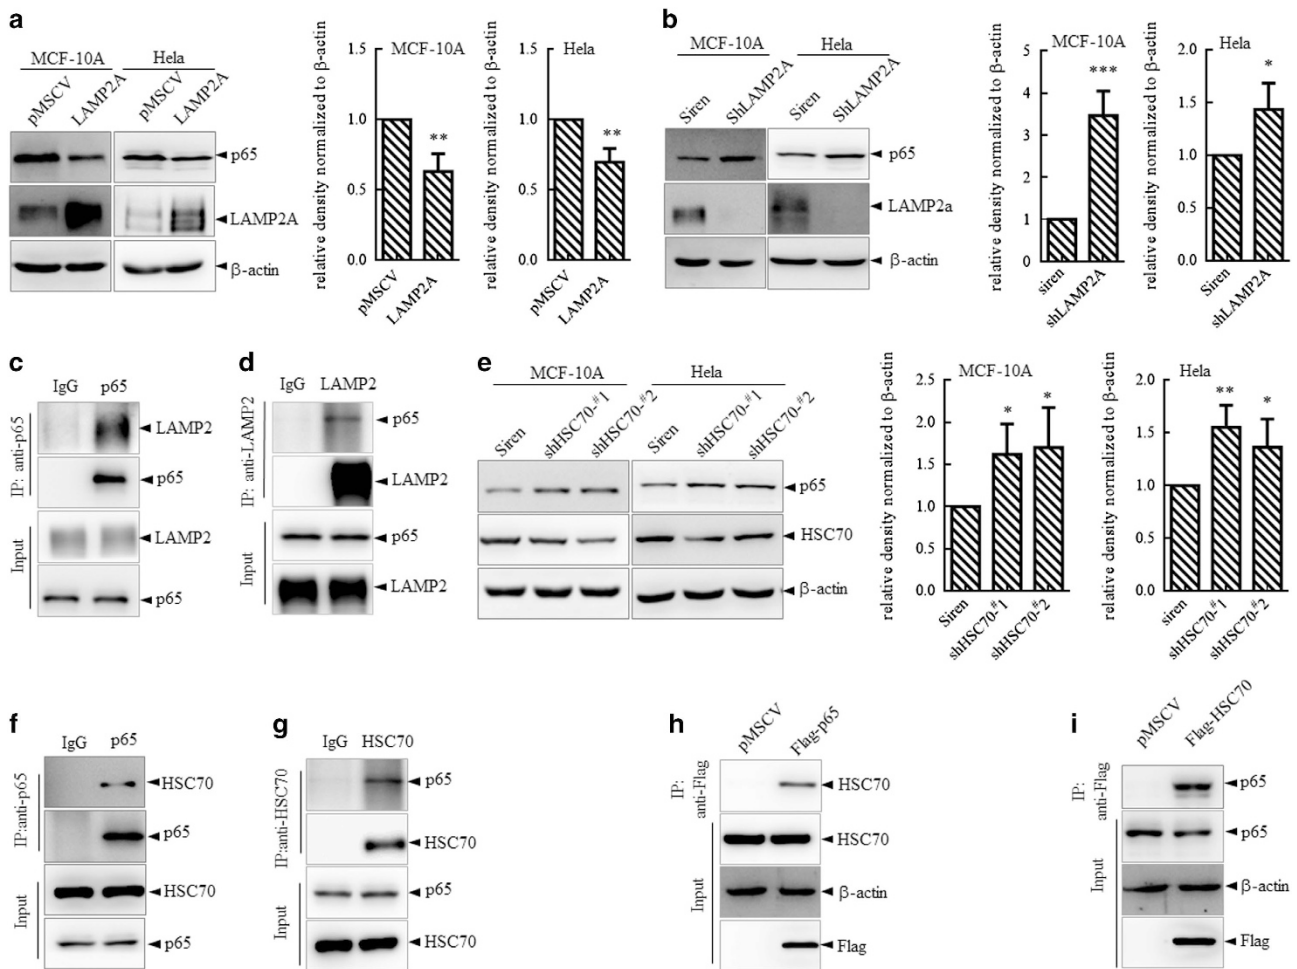 a
MCF-10A
Hela
pMSCV
LAMP2A
pMSCV
LAMP2A
p65
LAMP2A
β-actin
relative density normalized to β-actin
MCF-10A
1.5
1.0
0.5
0.0
**
pMSCV
LAMP2A
relative density normalized to β-actin
Hela
1.5
1.0
0.5
0.0
**
pMSCV
LAMP2A
b
MCF-10A
Hela
Siren
ShLAMP2A
Siren
ShLAMP2A
p65
LAMP2a
β-actin
relative density normalized to β-actin
MCF-10A
5
4
3
2
1
0
***
siren
shLAMP2A
relative density normalized to β-actin
Hela
2.0
1.5
1.0
0.5
0.0
*
Siren
shLAMP2A
c
IgG p65
IP: anti-p65
LAMP2
p65
Input
LAMP2
p65
d
IgG LAMP2
IP: anti-LAMP2
p65
LAMP2
Input
p65
LAMP2
e
MCF-10A
Hela
Siren
shHSC70-#1
shHSC70-#2
Siren
shHSC70-#1
shHSC70-#2
p65
HSC70
β-actin
relative density normalized to β-actin
MCF-10A
2.5
2.0
1.5
1.0
0.5
0.0
*
*
siren
shHSC70-#1
shHSC70-#2
relative density normalized to β-actin
Hela
2.0
1.5
1.0
0.5
0.0
**
*
siren
shHSC70-#1
shHSC70-#2
f
IgG p65
IP:anti-p65
HSC70
p65
Input
HSC70
p65
g
IgG HSC70
IP:anti-HSC70
p65
HSC70
Input
p65
HSC70
h
pMSCV
Flag-p65
IP:
anti-Flag
HSC70
Input
HSC70
β-actin
Flag
i
pMSCV
Flag-HSC70
IP:
anti-Flag
p65
Input
p65
β-actin
Flag